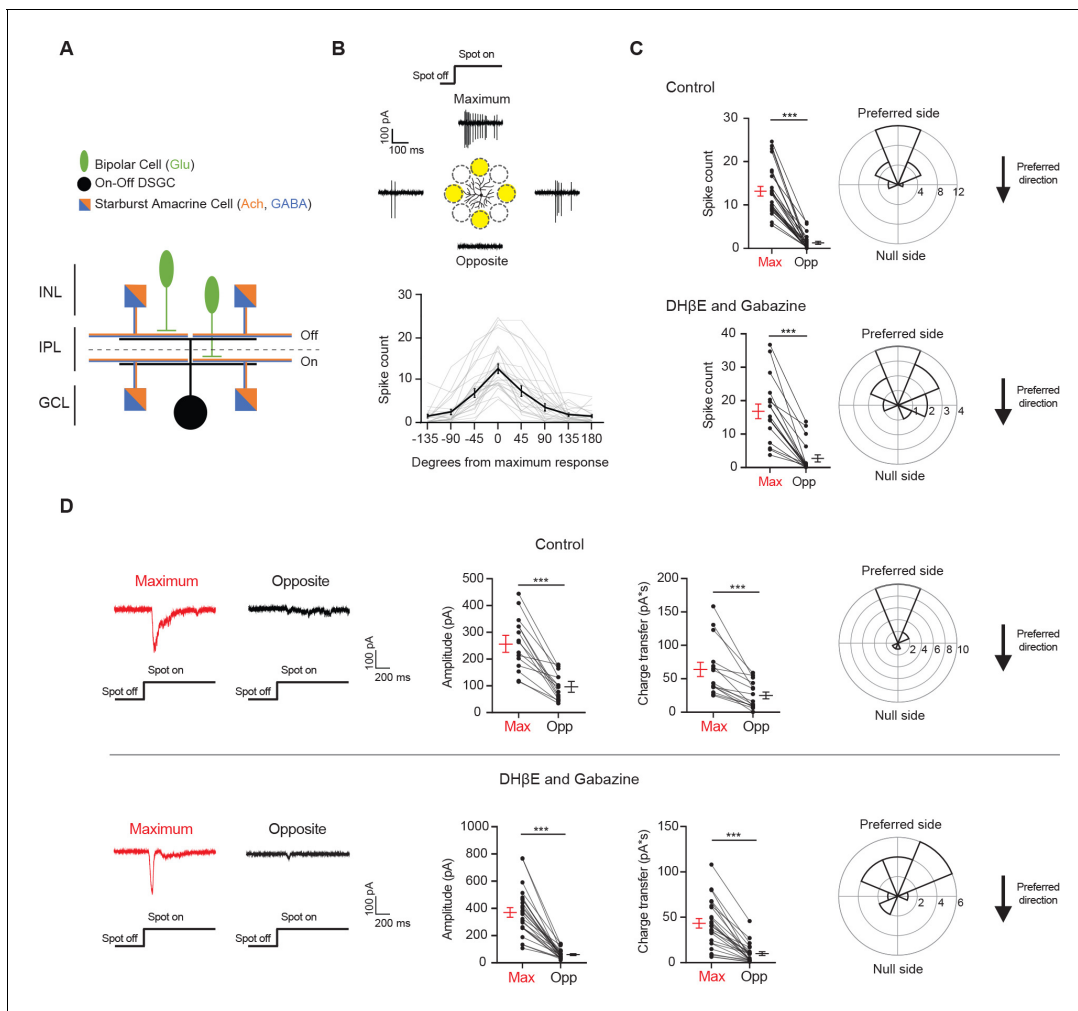 A
Bipolar Cell (Glu)
On-Off DSGC
Starburst Amacrine Cell (Ach, GABA)
INL
IPL
GCL
Off
On
B
Spot on
Spot off
Maximum
100 pA
100 ms
Opposite
Spike count
30
20
10
0
-135 -90 -45 0 45 90 135 180
Degrees from maximum response
C
Control
Spike count
30
20
10
0
***
Max Opp
Preferred side
4 8 12
Null side
Preferred
direction
DHβE and Gabazine
Spike count
40
30
20
10
0
***
Max Opp
Preferred side
1 2 3 4
Null side
Preferred
direction
D
Control
Maximum
Opposite
100 pA
200 ms
Spot on
Spot off
Spot on
Spot off
Amplitude (pA)
500
400
300
200
100
0
***
Max Opp
Charge transfer (pA*s)
200
150
100
50
0
***
Max Opp
Preferred side
2 4 6 8 10
Null side
Preferred
direction
DHβE and Gabazine
Maximum
Opposite
100 pA
200 ms
Spot on
Spot off
Spot on
Spot off
Amplitude (pA)
1000
800
600
400
200
0
***
Max Opp
Charge transfer (pA*s)
150
100
50
0
***
Max Opp
Preferred side
2 4 6
Null side
Preferred
direction